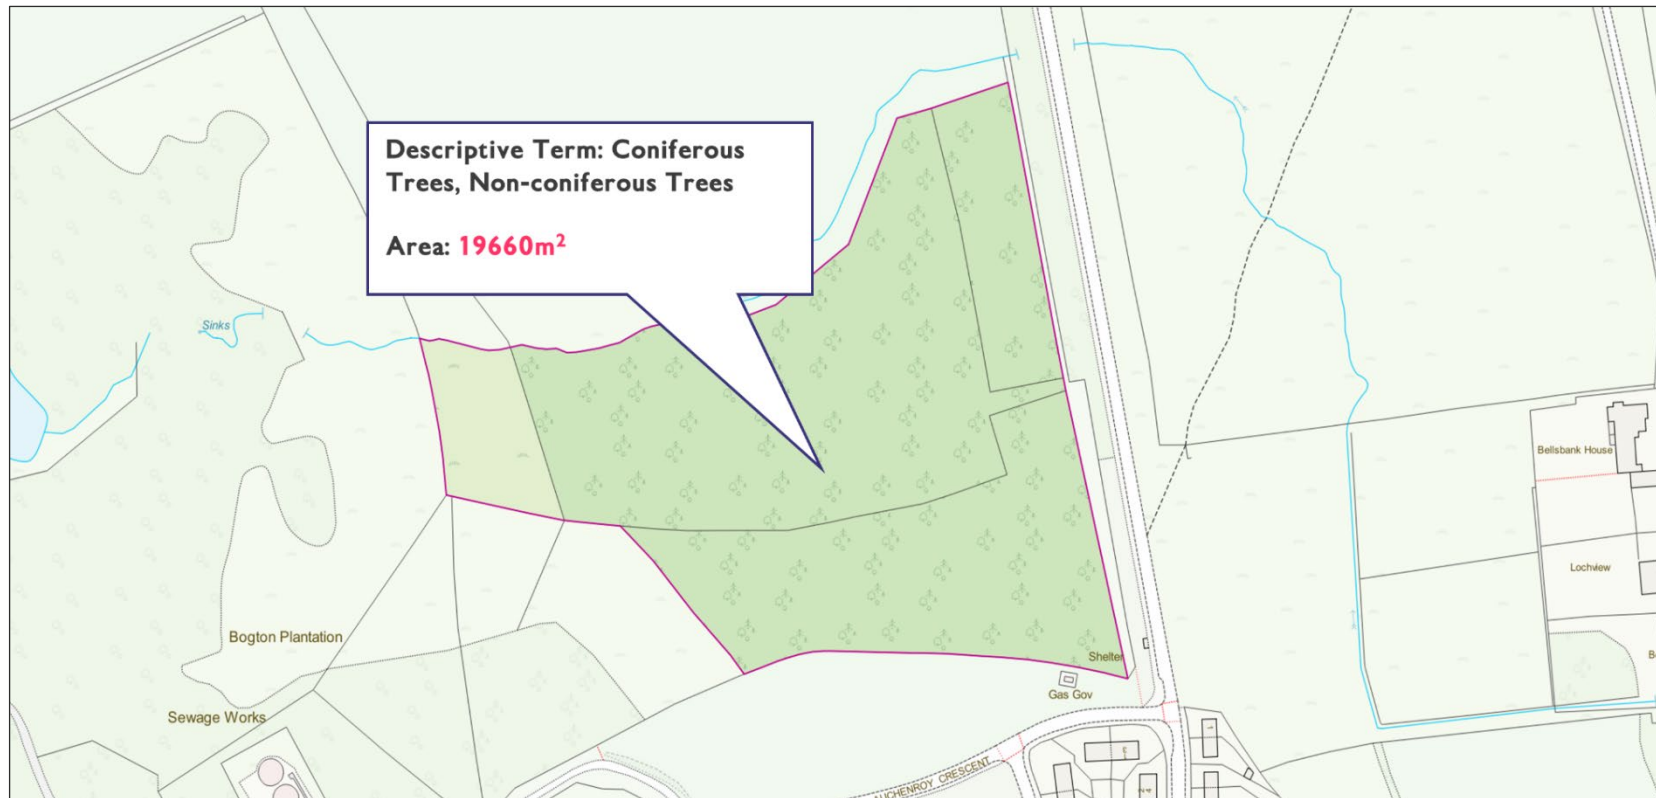 Descriptive Term: Coniferous
Trees, Non-coniferous Trees
Area: 19660m²
Sinks
Bellsbank House
Lochview
Bogton Plantation
Shelter
Gas Gov
Sewage Works
AUCHENROY CRESCENT